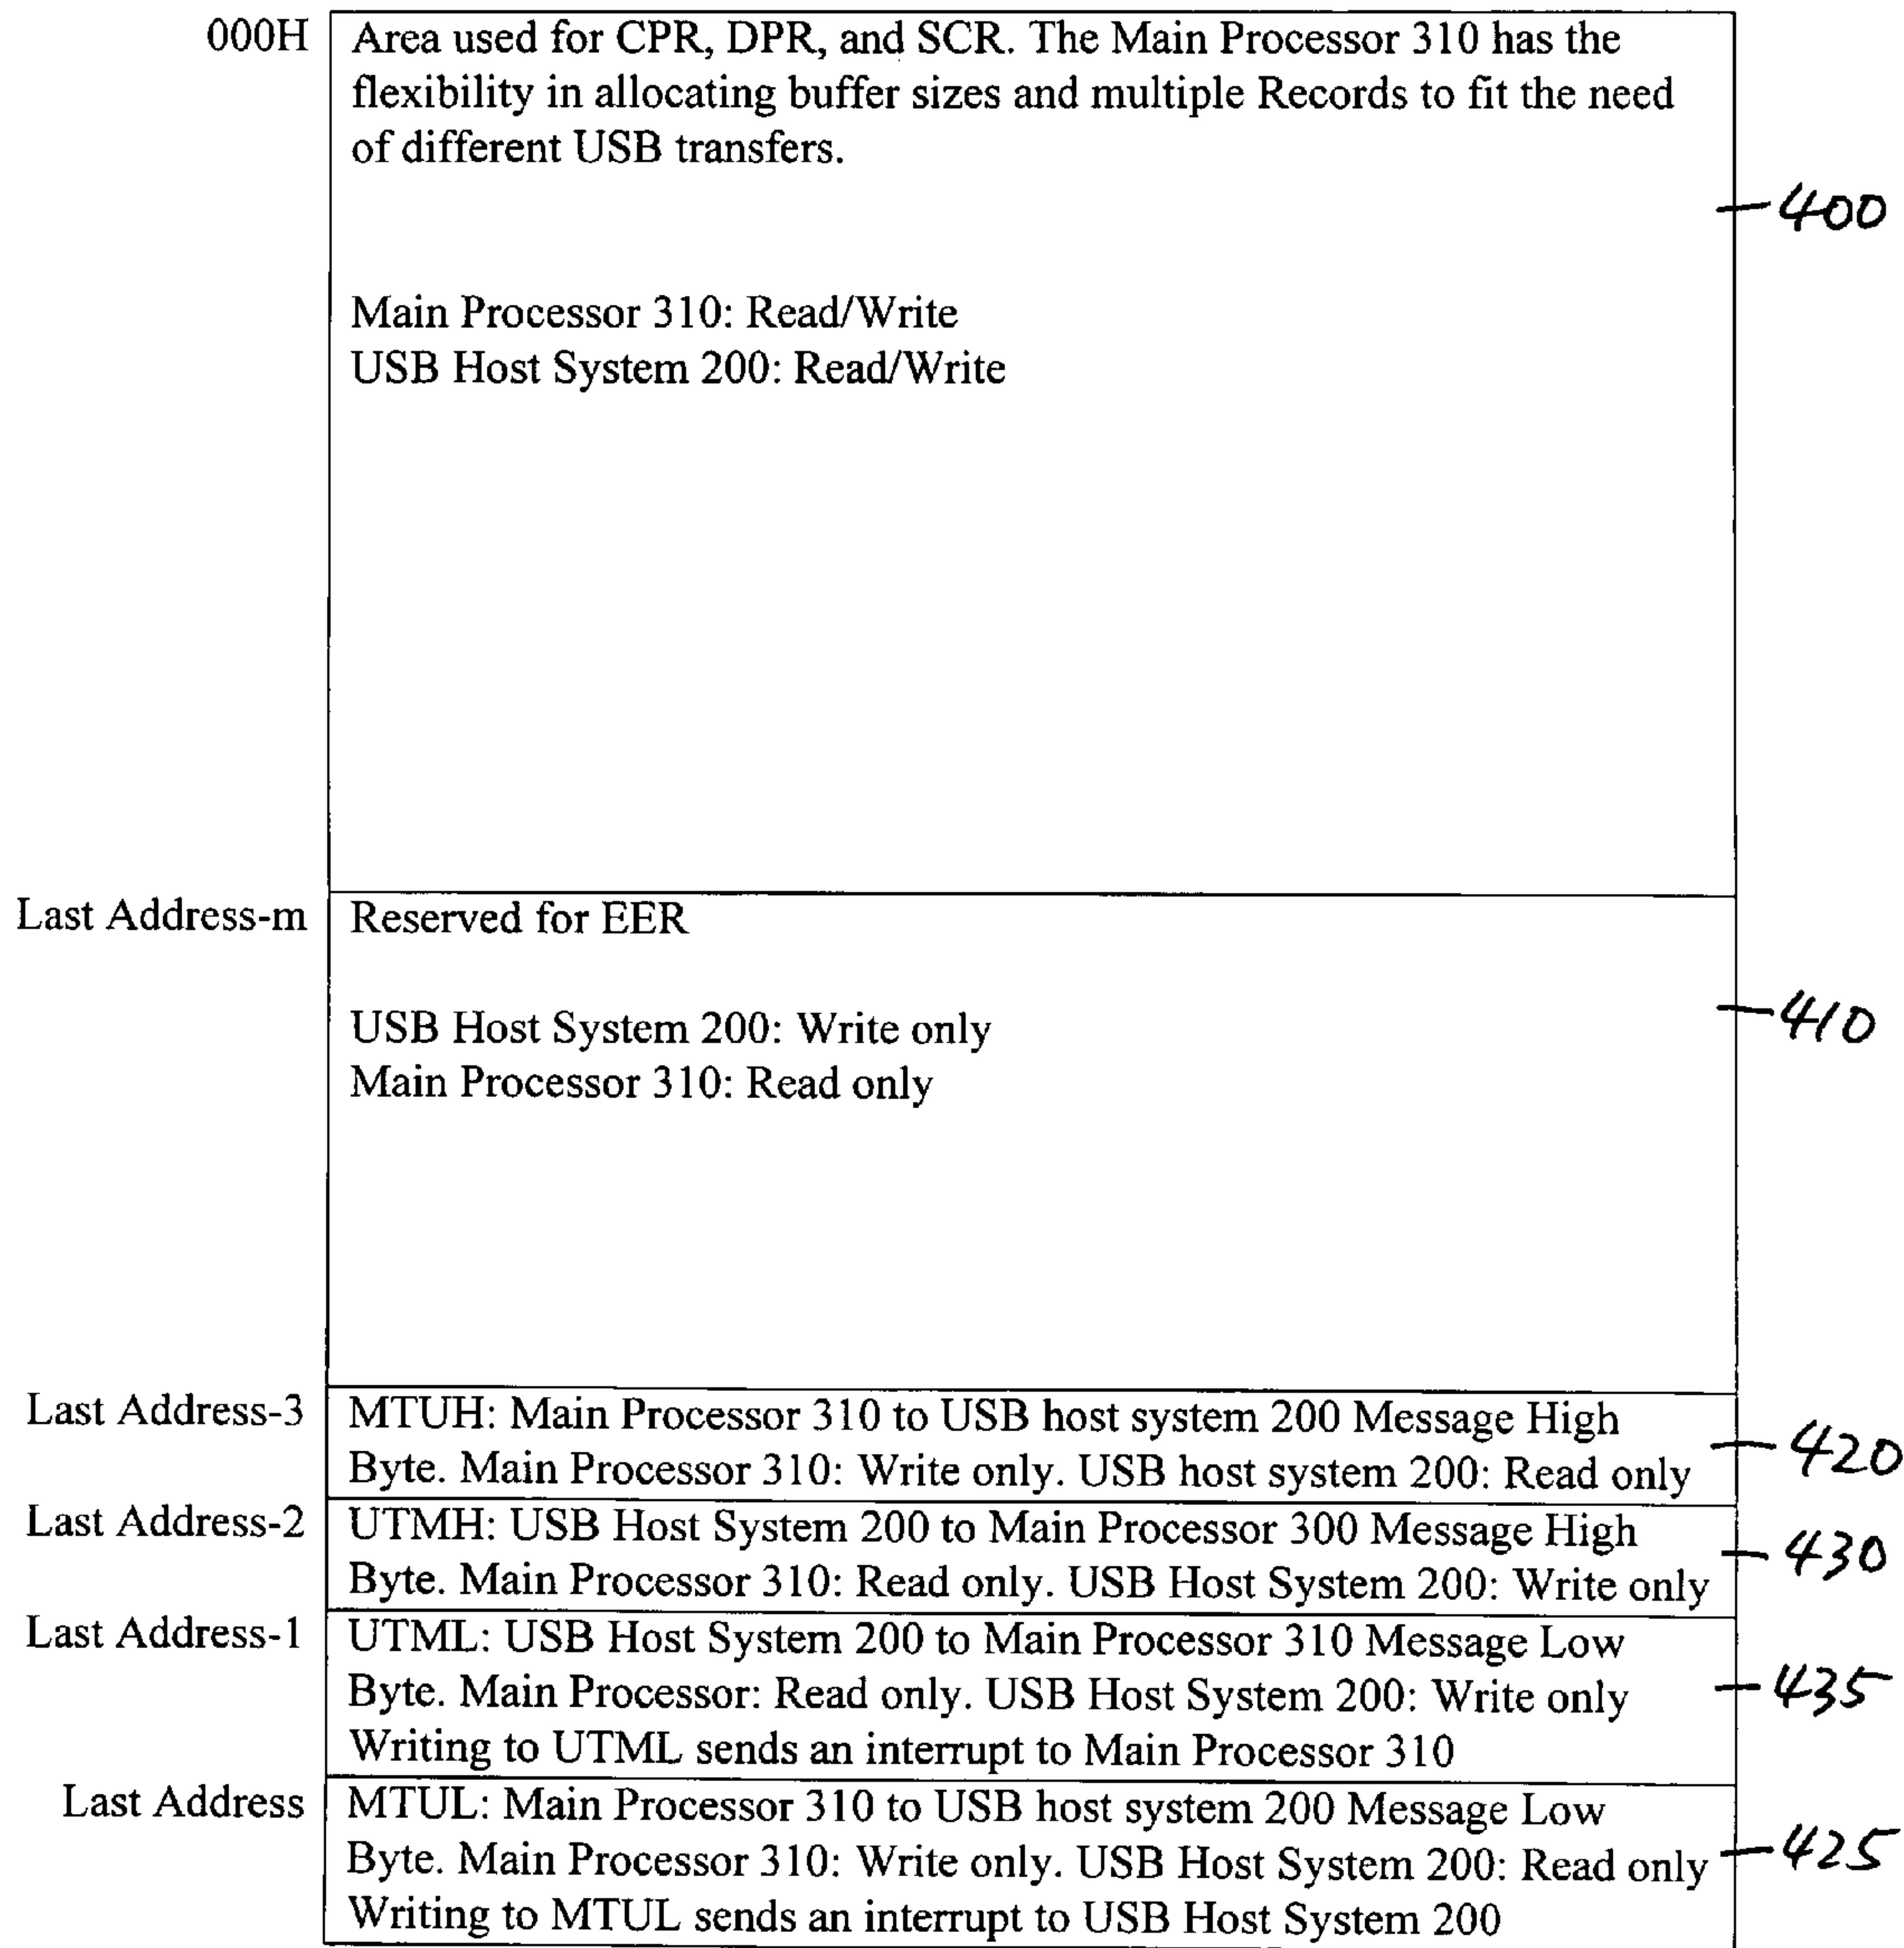 000H
Area used for CPR, DPR, and SCR. The Main Processor 310 has the
flexibility in allocating buffer sizes and multiple Records to fit the need
of different USB transfers.
400
Main Processor 310: Read/Write
USB Host System 200: Read/Write
Last Address-m
Reserved for EER
410
USB Host System 200: Write only
Main Processor 310: Read only
Last Address-3
MTUH: Main Processor 310 to USB host system 200 Message High
Byte. Main Processor 310: Write only. USB host system 200: Read only
420
Last Address-2
UTMH: USB Host System 200 to Main Processor 300 Message High
Byte. Main Processor 310: Read only. USB Host System 200: Write only
430
Last Address-1
UTML: USB Host System 200 to Main Processor 310 Message Low
Byte. Main Processor: Read only. USB Host System 200: Write only
435
Writing to UTML sends an interrupt to Main Processor 310
Last Address
MTUL: Main Processor 310 to USB host system 200 Message Low
Byte. Main Processor 310: Write only. USB Host System 200: Read only
425
Writing to MTUL sends an interrupt to USB Host System 200